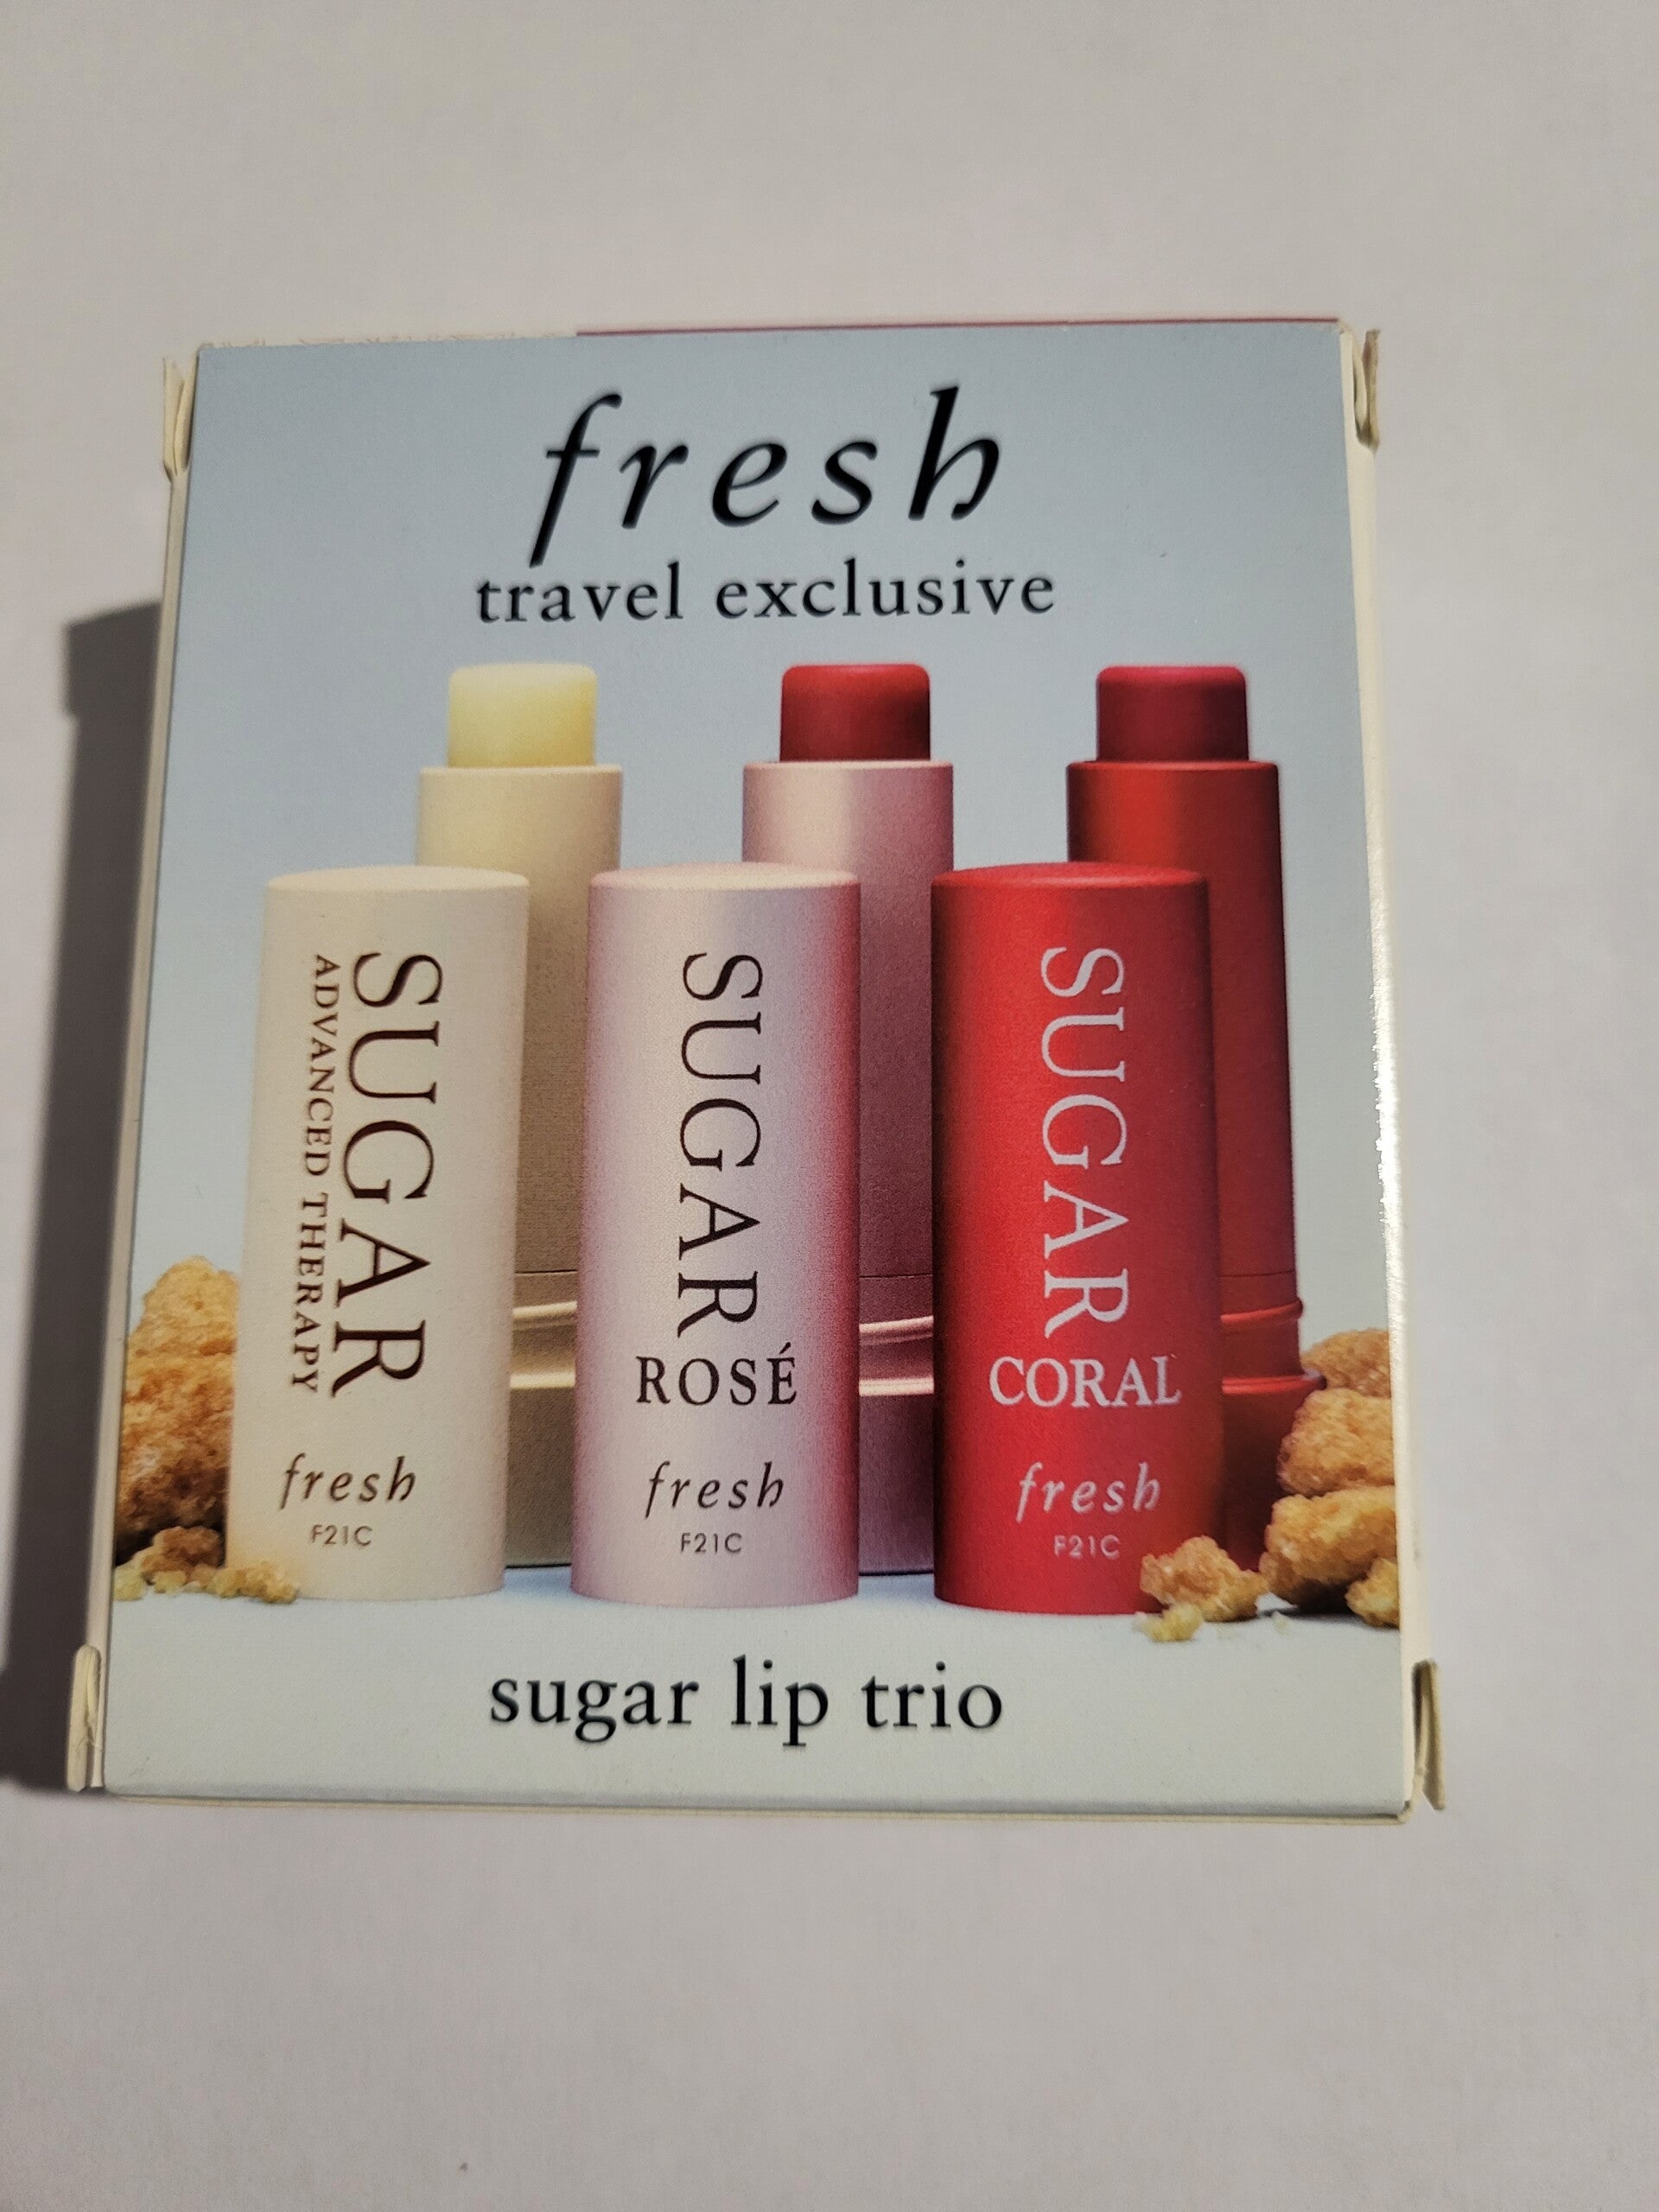 fresh
travel exclusive
SUGAR
ADVANCED THERAPY
fresh
F21C
SUGAR
ROSÉ
fresh
F21C
SUGAR
CORAL
fresh
F21C
sugar lip trio